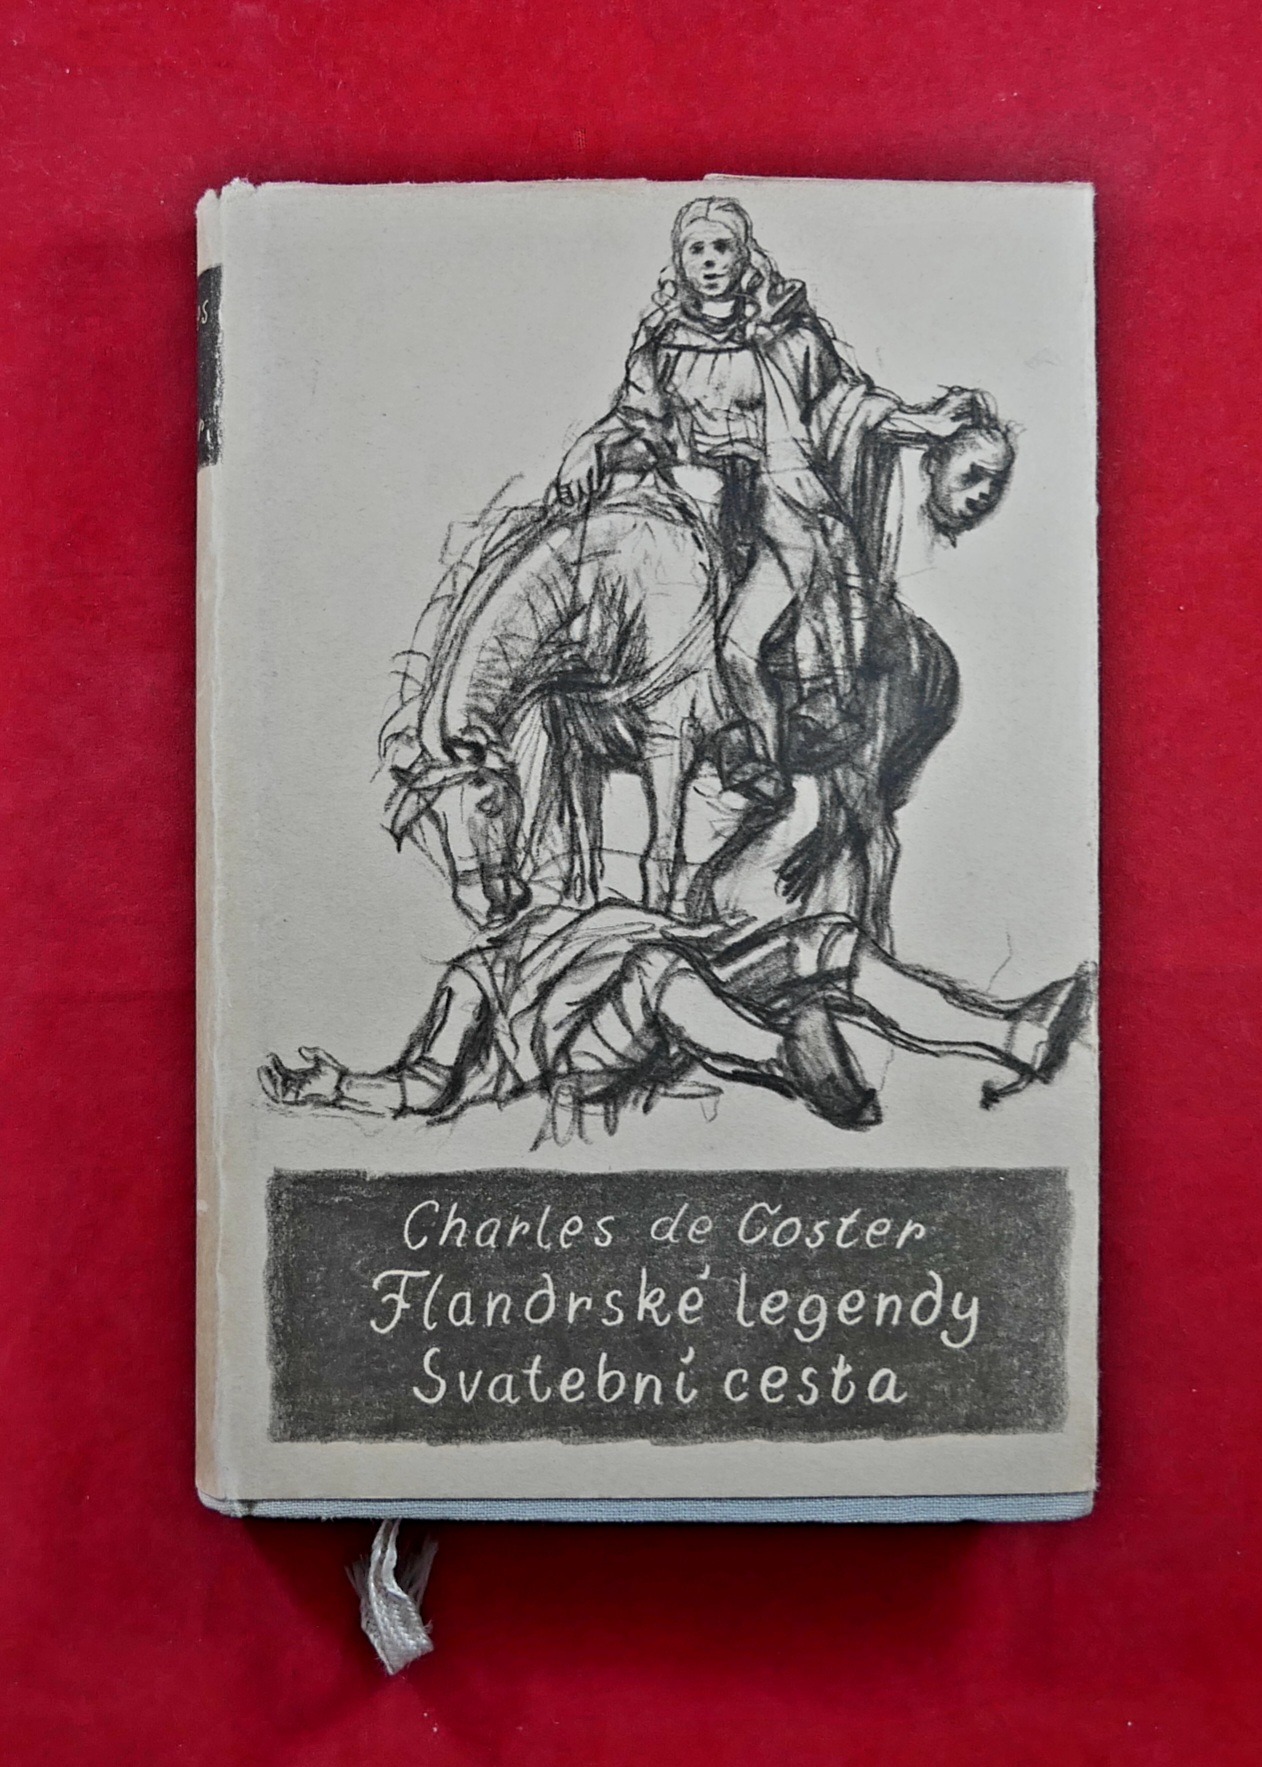 Charles de Coster
Flandrské legendy
Svatební cesta